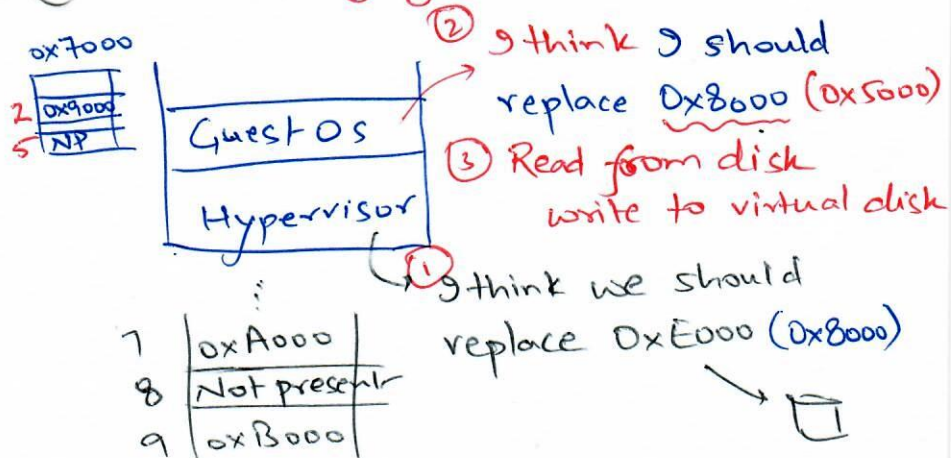 0x7000
2 0x9000
5 NP
Guest OS
Hypervisor
② I think I should
replace 0x8000 (0x5000)
③ Read from disk
write to virtual disk
① I think we should
replace 0xE000 (0x8000)
7 0xA000
8 Not present
9 0xB000